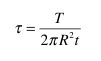 τ = T / 2πR²t